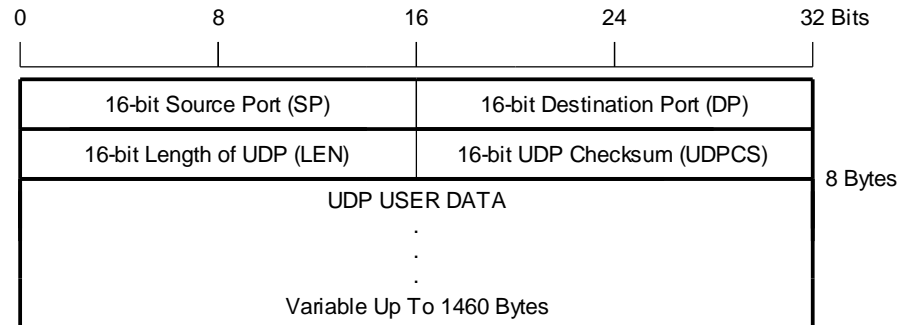 0 8 16 24 32 Bits
16-bit Source Port (SP) 16-bit Destination Port (DP)
16-bit Length of UDP (LEN) 16-bit UDP Checksum (UDPCS)
8 Bytes
UDP USER DATA
.
.
.
Variable Up To 1460 Bytes